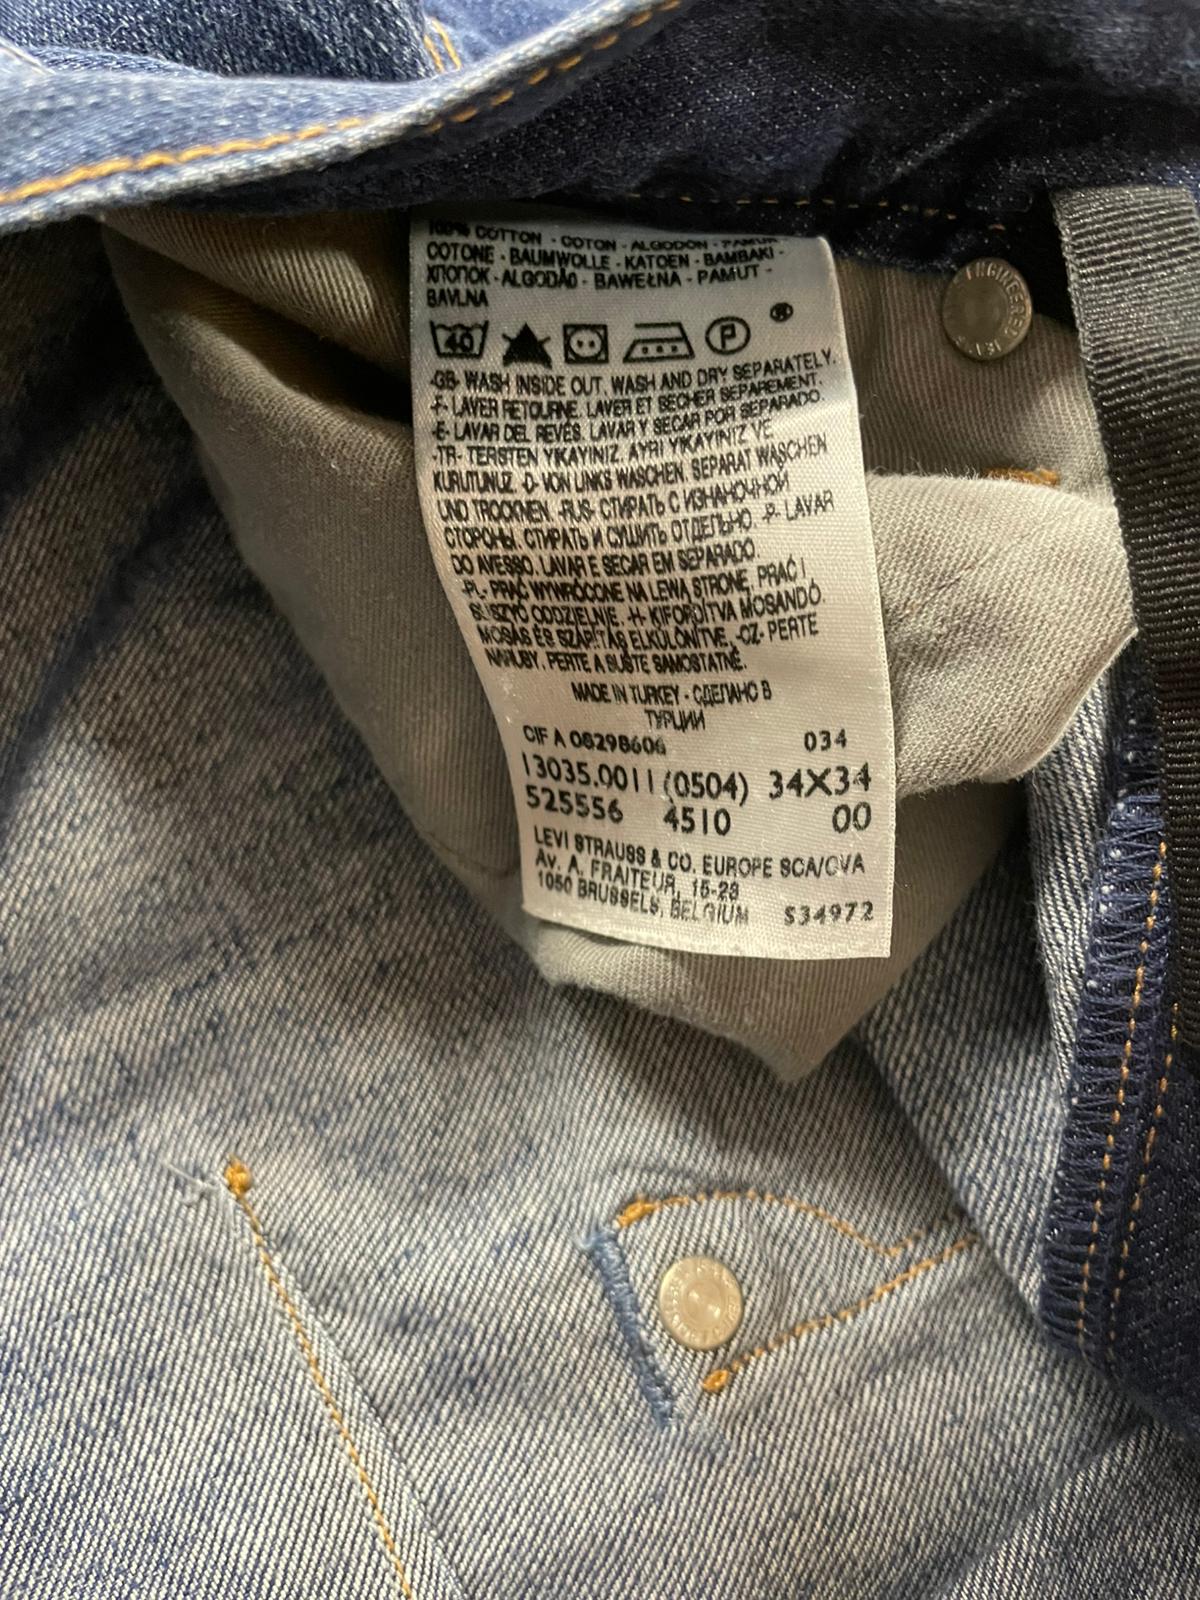 100% COTTON - COTON - ALGODON - PAMUK -
COTONE - BAUMWOLLE - KATOEN - BAMBAKI -
ХЛОПОК - ALGODÃO - BAWEŁNA - PAMUT -
BAVLNA
40 P ®
-GB- WASH INSIDE OUT. WASH AND DRY SEPARATELY.
-F- LAVER RETOURNE. LAVER ET SECHER SEPAREMENT.
-E- LAVAR DEL REVÉS. LAVAR Y SECAR POR SEPARADO.
-TR- TERSTEN YIKAYINIZ. AYRI YIKAYINIZ VE
KURUTUNUZ. D- VON LINKS WASCHEN. SEPARAT WASCHEN
UND TROCKNEN. -RUS- СТИРАТЬ С ИЗНАНОЧНОЙ
СТОРОНЫ. СТИРАТЬ И СУШИТЬ ОТДЕЛЬНО. -P- LAVAR
DO AVESSO. LAVAR E SECAR EM SEPARADO.
-PL- PRAĆ WYWRÓCONE NA LEWĄ STRONĘ, PRAĆ I
SUSZYĆ ODDZIELNIE. -H- KIFORDÍTVA MOSANDÓ.
MOSÁS ÉS SZÁRÍTÁS ELKÜLÖNÍTVE. -CZ- PERTE
NARUBY. PERTE A SUŠTE SAMOSTATNĚ.
MADE IN TURKEY - СДЕЛАНО В
ТУРЦИИ
CIF A 08298606 034
13035.0011 (0504) 34X34
525556 4510 00
LEVI STRAUSS & CO. EUROPE SCA/CVA
Av. A. FRAITEUR, 15-23
1050 BRUSSELS, BELGIUM S34972
ENGINEERED